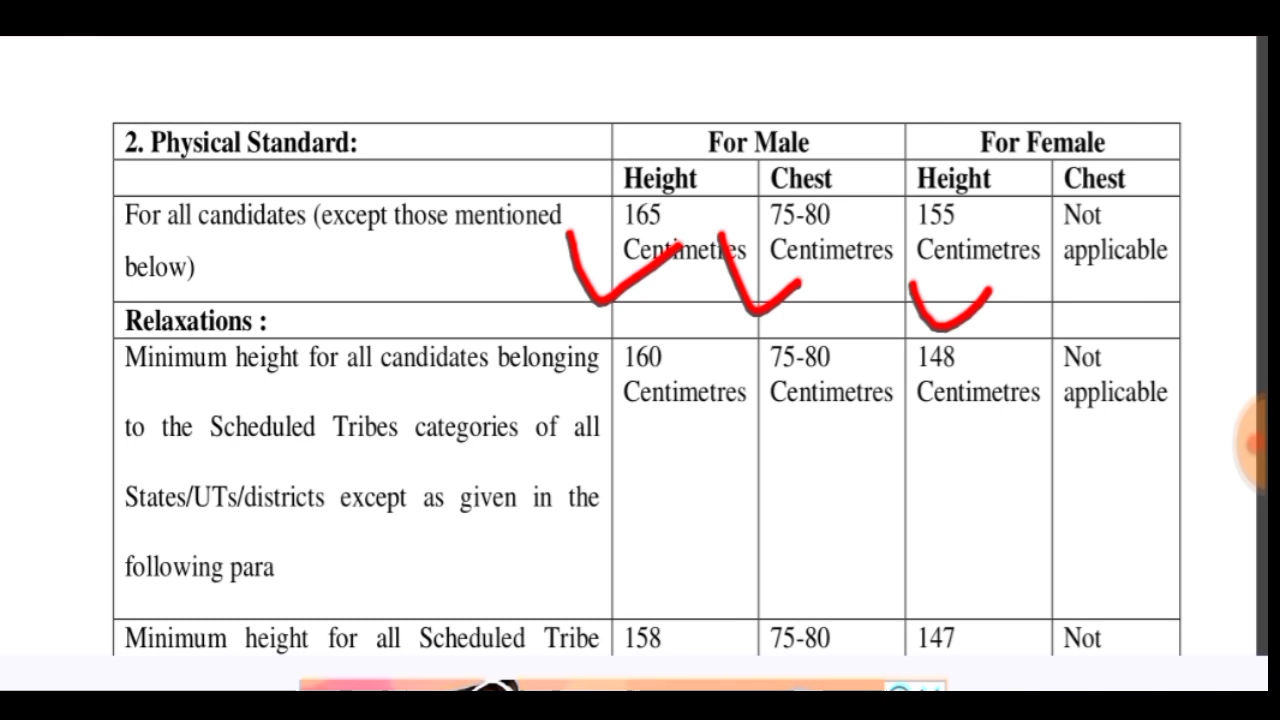 2. Physical Standard: For Male For Female
Height Chest Height Chest
For all candidates (except those mentioned below) 165 Centimetres 75-80 Centimetres 155 Centimetres Not applicable
Relaxations :
Minimum height for all candidates belonging 160 75-80 148 Not
Centimetres Centimetres Centimetres applicable
to the Scheduled Tribes categories of all
States/UTs/districts except as given in the
following para
Minimum height for all Scheduled Tribe 158 75-80 147 Not